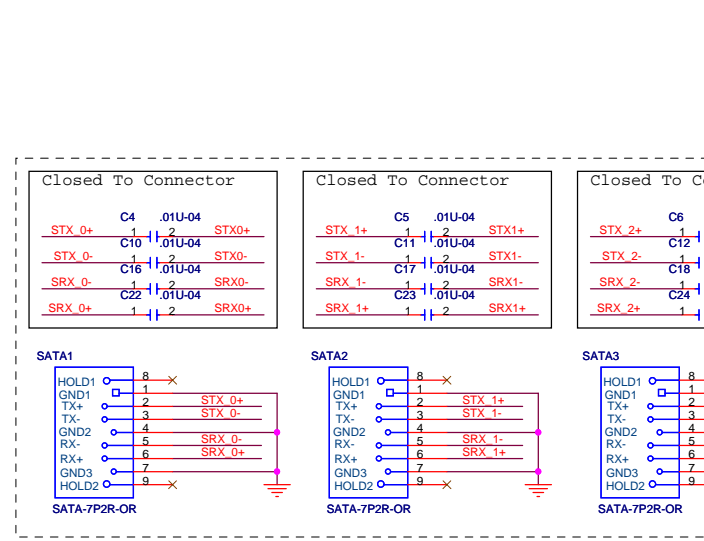 Closed To Connector
C4 .01U-04
STX_0+ 1 2 STX0+
C10 .01U-04
STX_0- 1 2 STX0-
C16 .01U-04
SRX_0- 1 2 SRX0-
C22 .01U-04
SRX_0+ 1 2 SRX0+
Closed To Connector
C5 .01U-04
STX_1+ 1 2 STX1+
C11 .01U-04
STX_1- 1 2 STX1-
C17 .01U-04
SRX_1- 1 2 SRX1-
C23 .01U-04
SRX_1+ 1 2 SRX1+
Closed To Co
C6
STX_2+ 1
C12
STX_2- 1
C18
SRX_2- 1
C24
SRX_2+ 1
SATA1
HOLD1 8
GND1 1
TX+ 2 STX_0+
TX- 3 STX_0-
GND2 4
RX- 5 SRX_0-
RX+ 6 SRX_0+
GND3 7
HOLD2 9
SATA-7P2R-OR
SATA2
HOLD1 8
GND1 1
TX+ 2 STX_1+
TX- 3 STX_1-
GND2 4
RX- 5 SRX_1-
RX+ 6 SRX_1+
GND3 7
HOLD2 9
SATA-7P2R-OR
SATA3
HOLD1 8
GND1 1
TX+ 2
TX- 3
GND2 4
RX- 5
RX+ 6
GND3 7
HOLD2 9
SATA-7P2R-OR